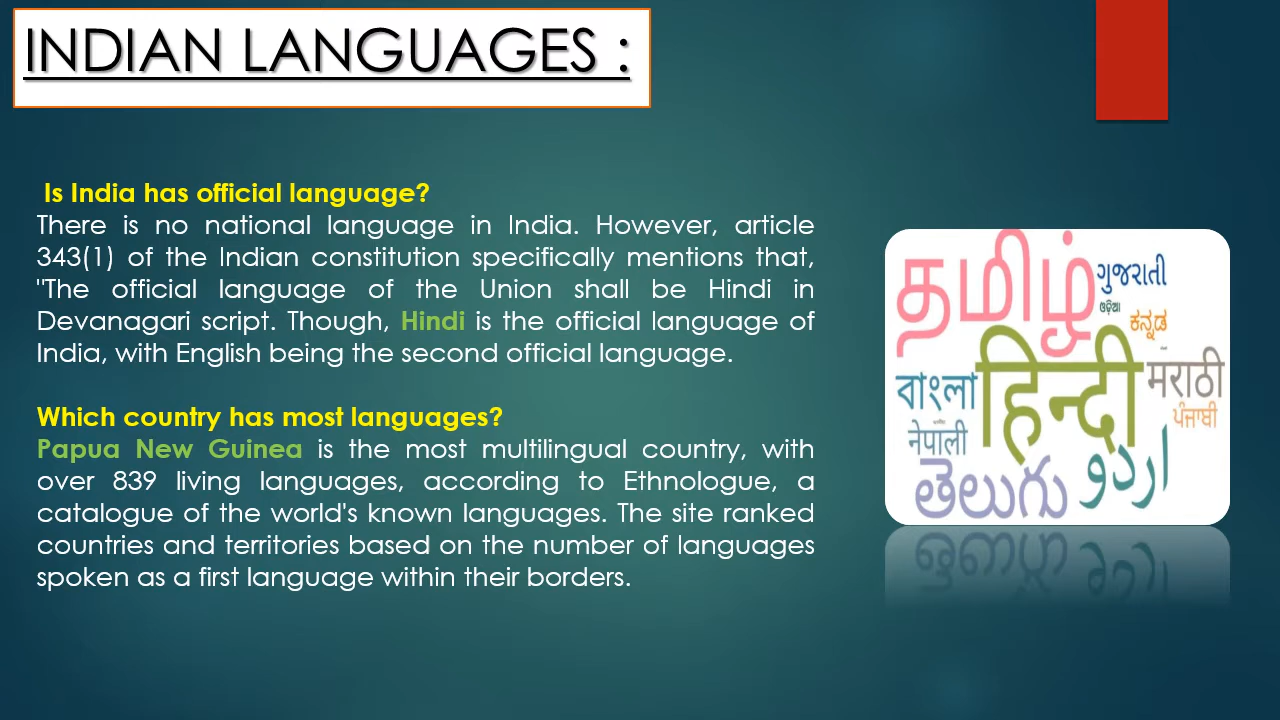 INDIAN LANGUAGES :
Is India has official language?
There is no national language in India. However, article
343(1) of the Indian constitution specifically mentions that,
"The official language of the Union shall be Hindi in
Devanagari script. Though, Hindi is the official language of
India, with English being the second official language.
Which country has most languages?
Papua New Guinea is the most multilingual country, with
over 839 living languages, according to Ethnologue, a
catalogue of the world's known languages. The site ranked
countries and territories based on the number of languages
spoken as a first language within their borders.
தமிழ்
ગુજરાતી
ଓଡ଼ିଆ
ಕನ್ನಡ
বাংলা
हिन्दी
मराठी
ਪੰਜਾਬੀ
नेपाली
తెలుగు
اردو